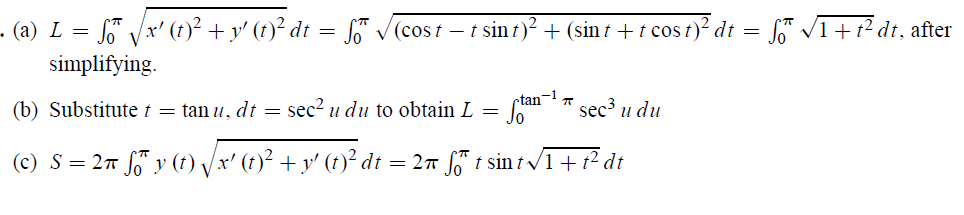 . (a) L = ∫₀^π √(x′ (t)² + y′ (t)²) dt = ∫₀^π √((cos t − t sin t)² + (sin t + t cos t)²) dt = ∫₀^π √(1 + t²) dt, after
simplifying.
(b) Substitute t = tan u, dt = sec² u du to obtain L = ∫₀^(tan⁻¹ π) sec³ u du
(c) S = 2π ∫₀^π y (t) √(x′ (t)² + y′ (t)²) dt = 2π ∫₀^π t sin t √(1 + t²) dt